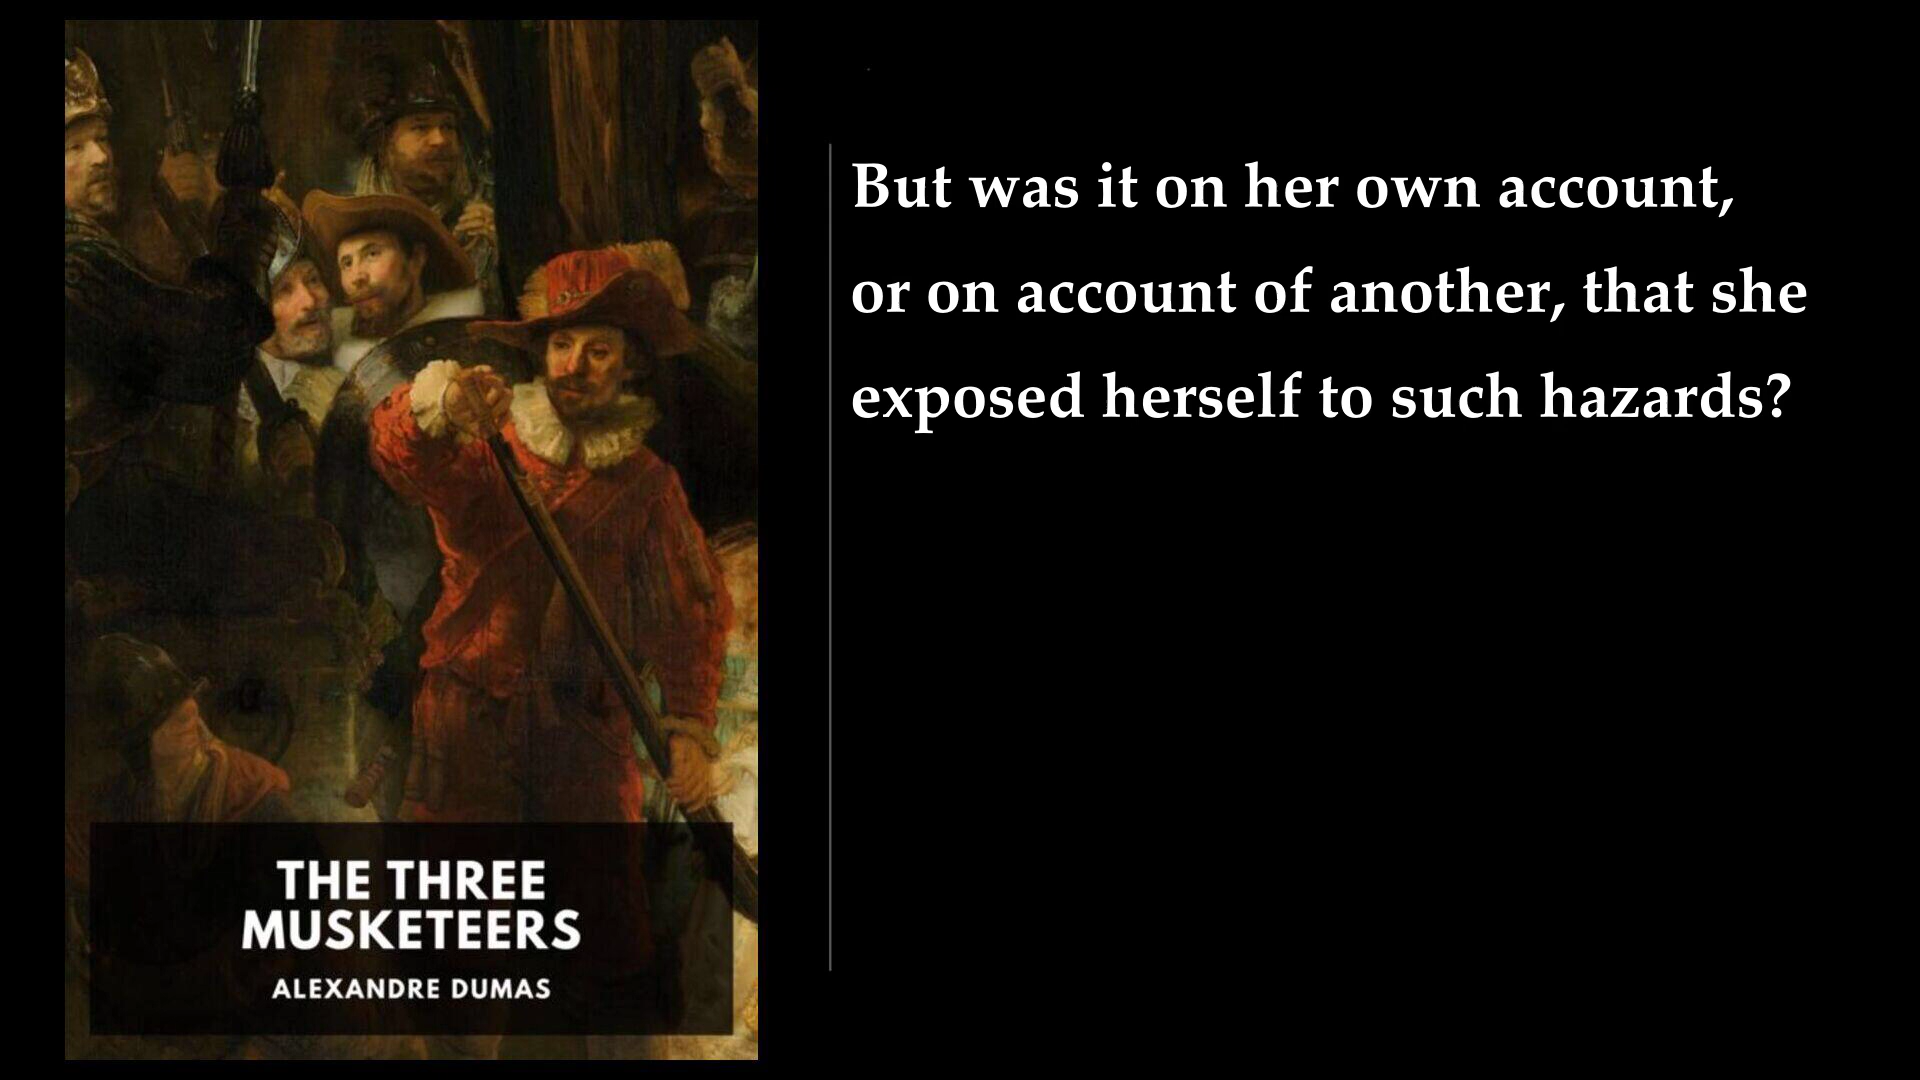 But was it on her own account,
or on account of another, that she
exposed herself to such hazards?
THE THREE
MUSKETEERS
ALEXANDRE DUMAS